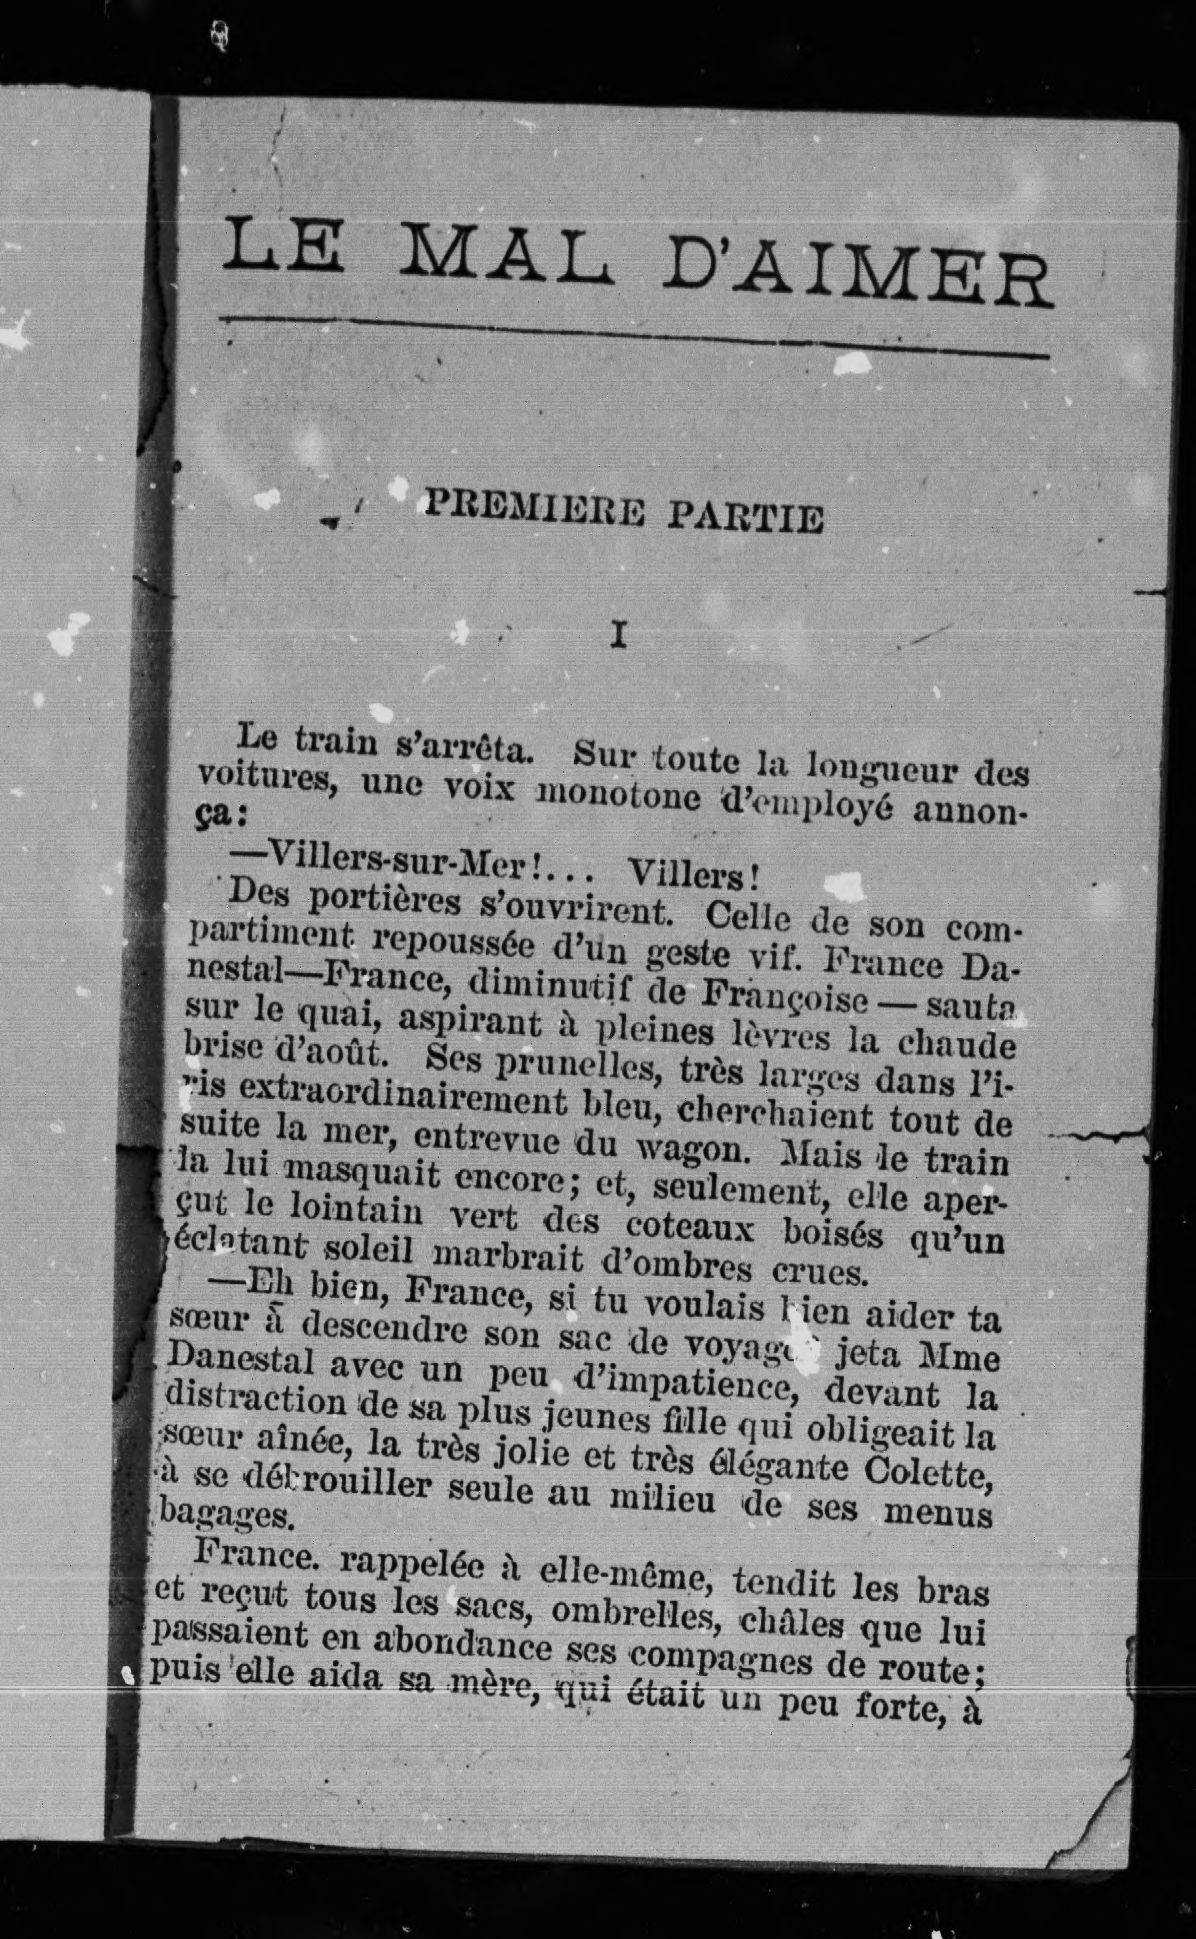 LE MAL D'AIMER
PREMIERE PARTIE
I
Le train s'arrêta. Sur toute la longueur des
voitures, une voix monotone d'employé annon-
ça:
—Villers-sur-Mer!... Villers!
Des portières s'ouvrirent. Celle de son com-
partiment repoussée d'un geste vif. France Da-
nestal—France, diminutif de Françoise — sauta
sur le quai, aspirant à pleines lèvres la chaude
brise d'août. Ses prunelles, très larges dans l'i-
ris extraordinairement bleu, cherchaient tout de
suite la mer, entrevue du wagon. Mais le train
la lui masquait encore; et, seulement, elle aper-
çut le lointain vert des coteaux boisés qu'un
éclatant soleil marbrait d'ombres crues.
—Eh bien, France, si tu voulais bien aider ta
sœur à descendre son sac de voyage jeta Mme
Danestal avec un peu d'impatience, devant la
distraction de sa plus jeunes fille qui obligeait la
sœur aînée, la très jolie et très élégante Colette,
à se débrouiller seule au milieu de ses menus
bagages.
France. rappelée à elle-même, tendit les bras
et reçut tous les sacs, ombrelles, châles que lui
passaient en abondance ses compagnes de route;
puis elle aida sa mère, qui était un peu forte, à